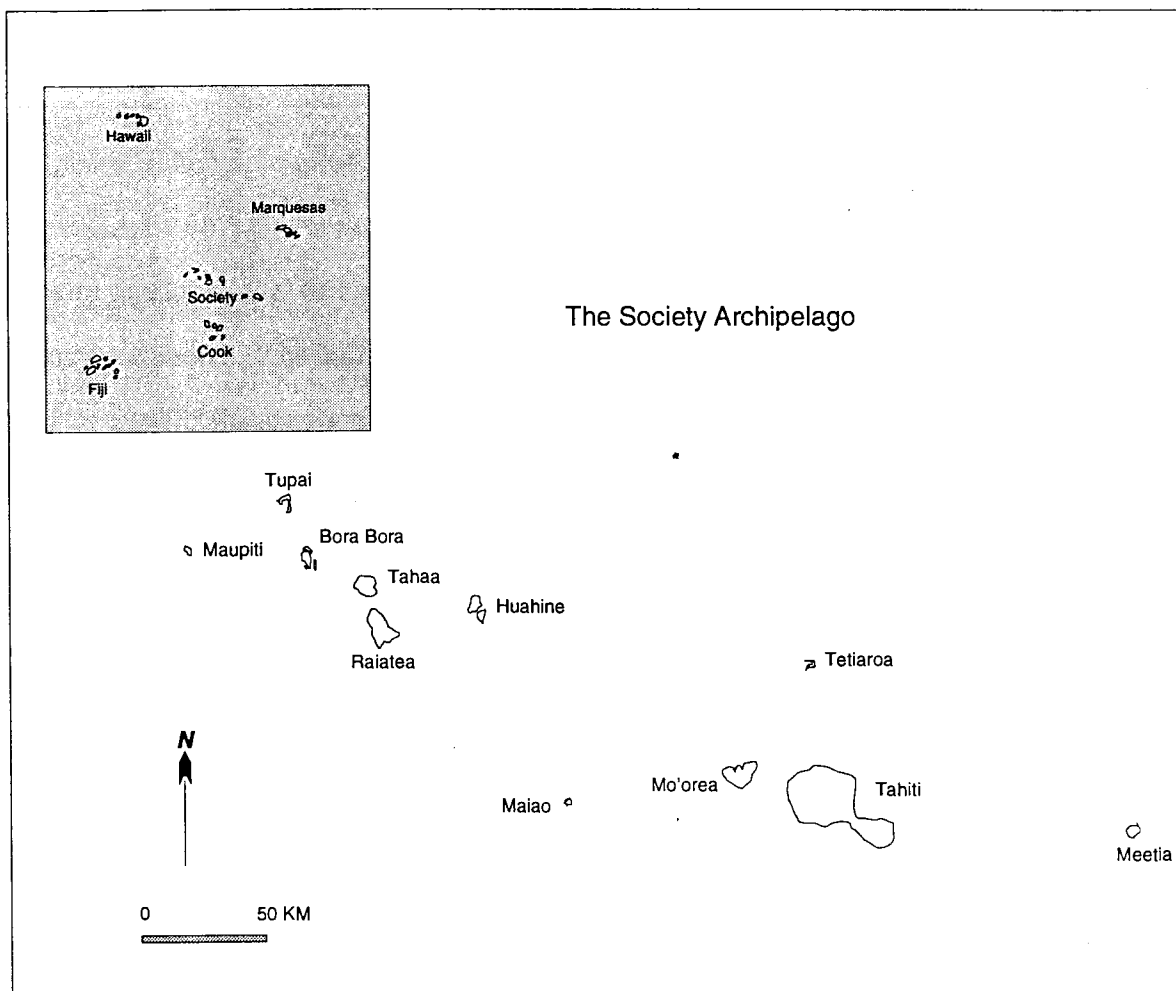 Hawaii
Marquesas
Society
Cook
Fiji
The Society Archipelago
Tupai
Maupiti
Bora Bora
Tahaa
Huahine
Raiatea
Tetiaroa
N
Mo'orea
Tahiti
Maiao
Meetia
0 50 KM